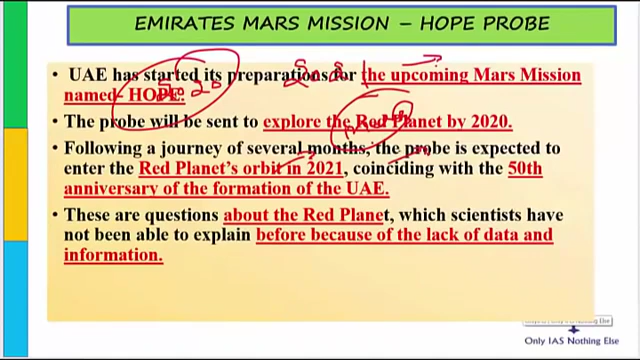 EMIRATES MARS MISSION – HOPE PROBE
• UAE has started its preparations for the upcoming Mars Mission
named- HOPE.
• The probe will be sent to explore the Red Planet by 2020.
• Following a journey of several months, the probe is expected to
enter the Red Planet's orbit in 2021, coinciding with the 50th
anniversary of the formation of the UAE.
• These are questions about the Red Planet, which scientists have
not been able to explain before because of the lack of data and
information.
Only IAS Nothing Else